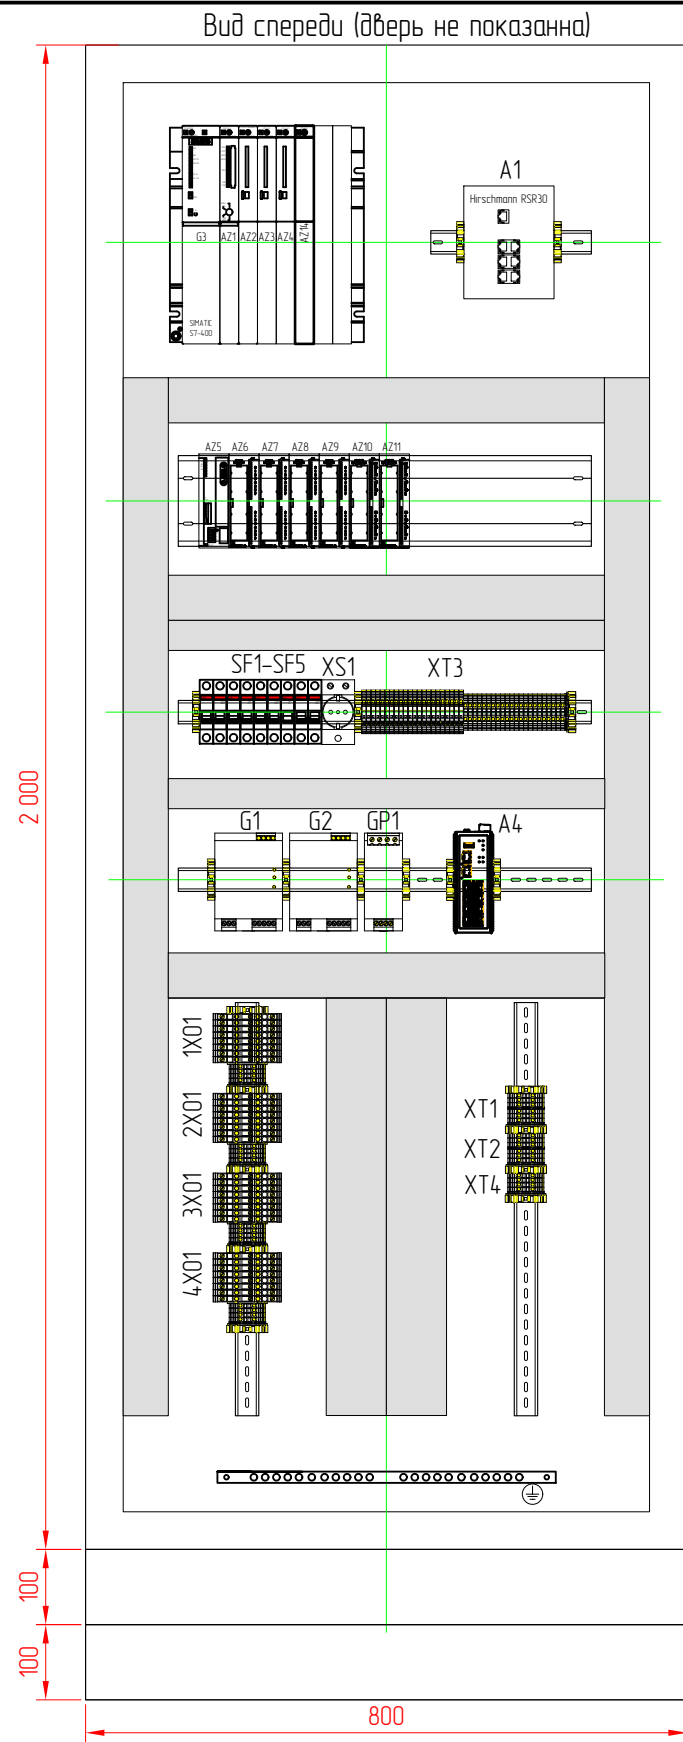 Вид спереди (дверь не показанна)
A1
Hirschmann RSR30
G3 AZ1 AZ2 AZ3 AZ4 AZ14
SIMATIC
S7-400
AZ5 AZ6 AZ7 AZ8 AZ9 AZ10 AZ11
SF1-SF5 XS1 XT3
2 000
G1 G2 GP1 A4
1X01
2X01
3X01
4X01
XT1
XT2
XT4
100
100
800